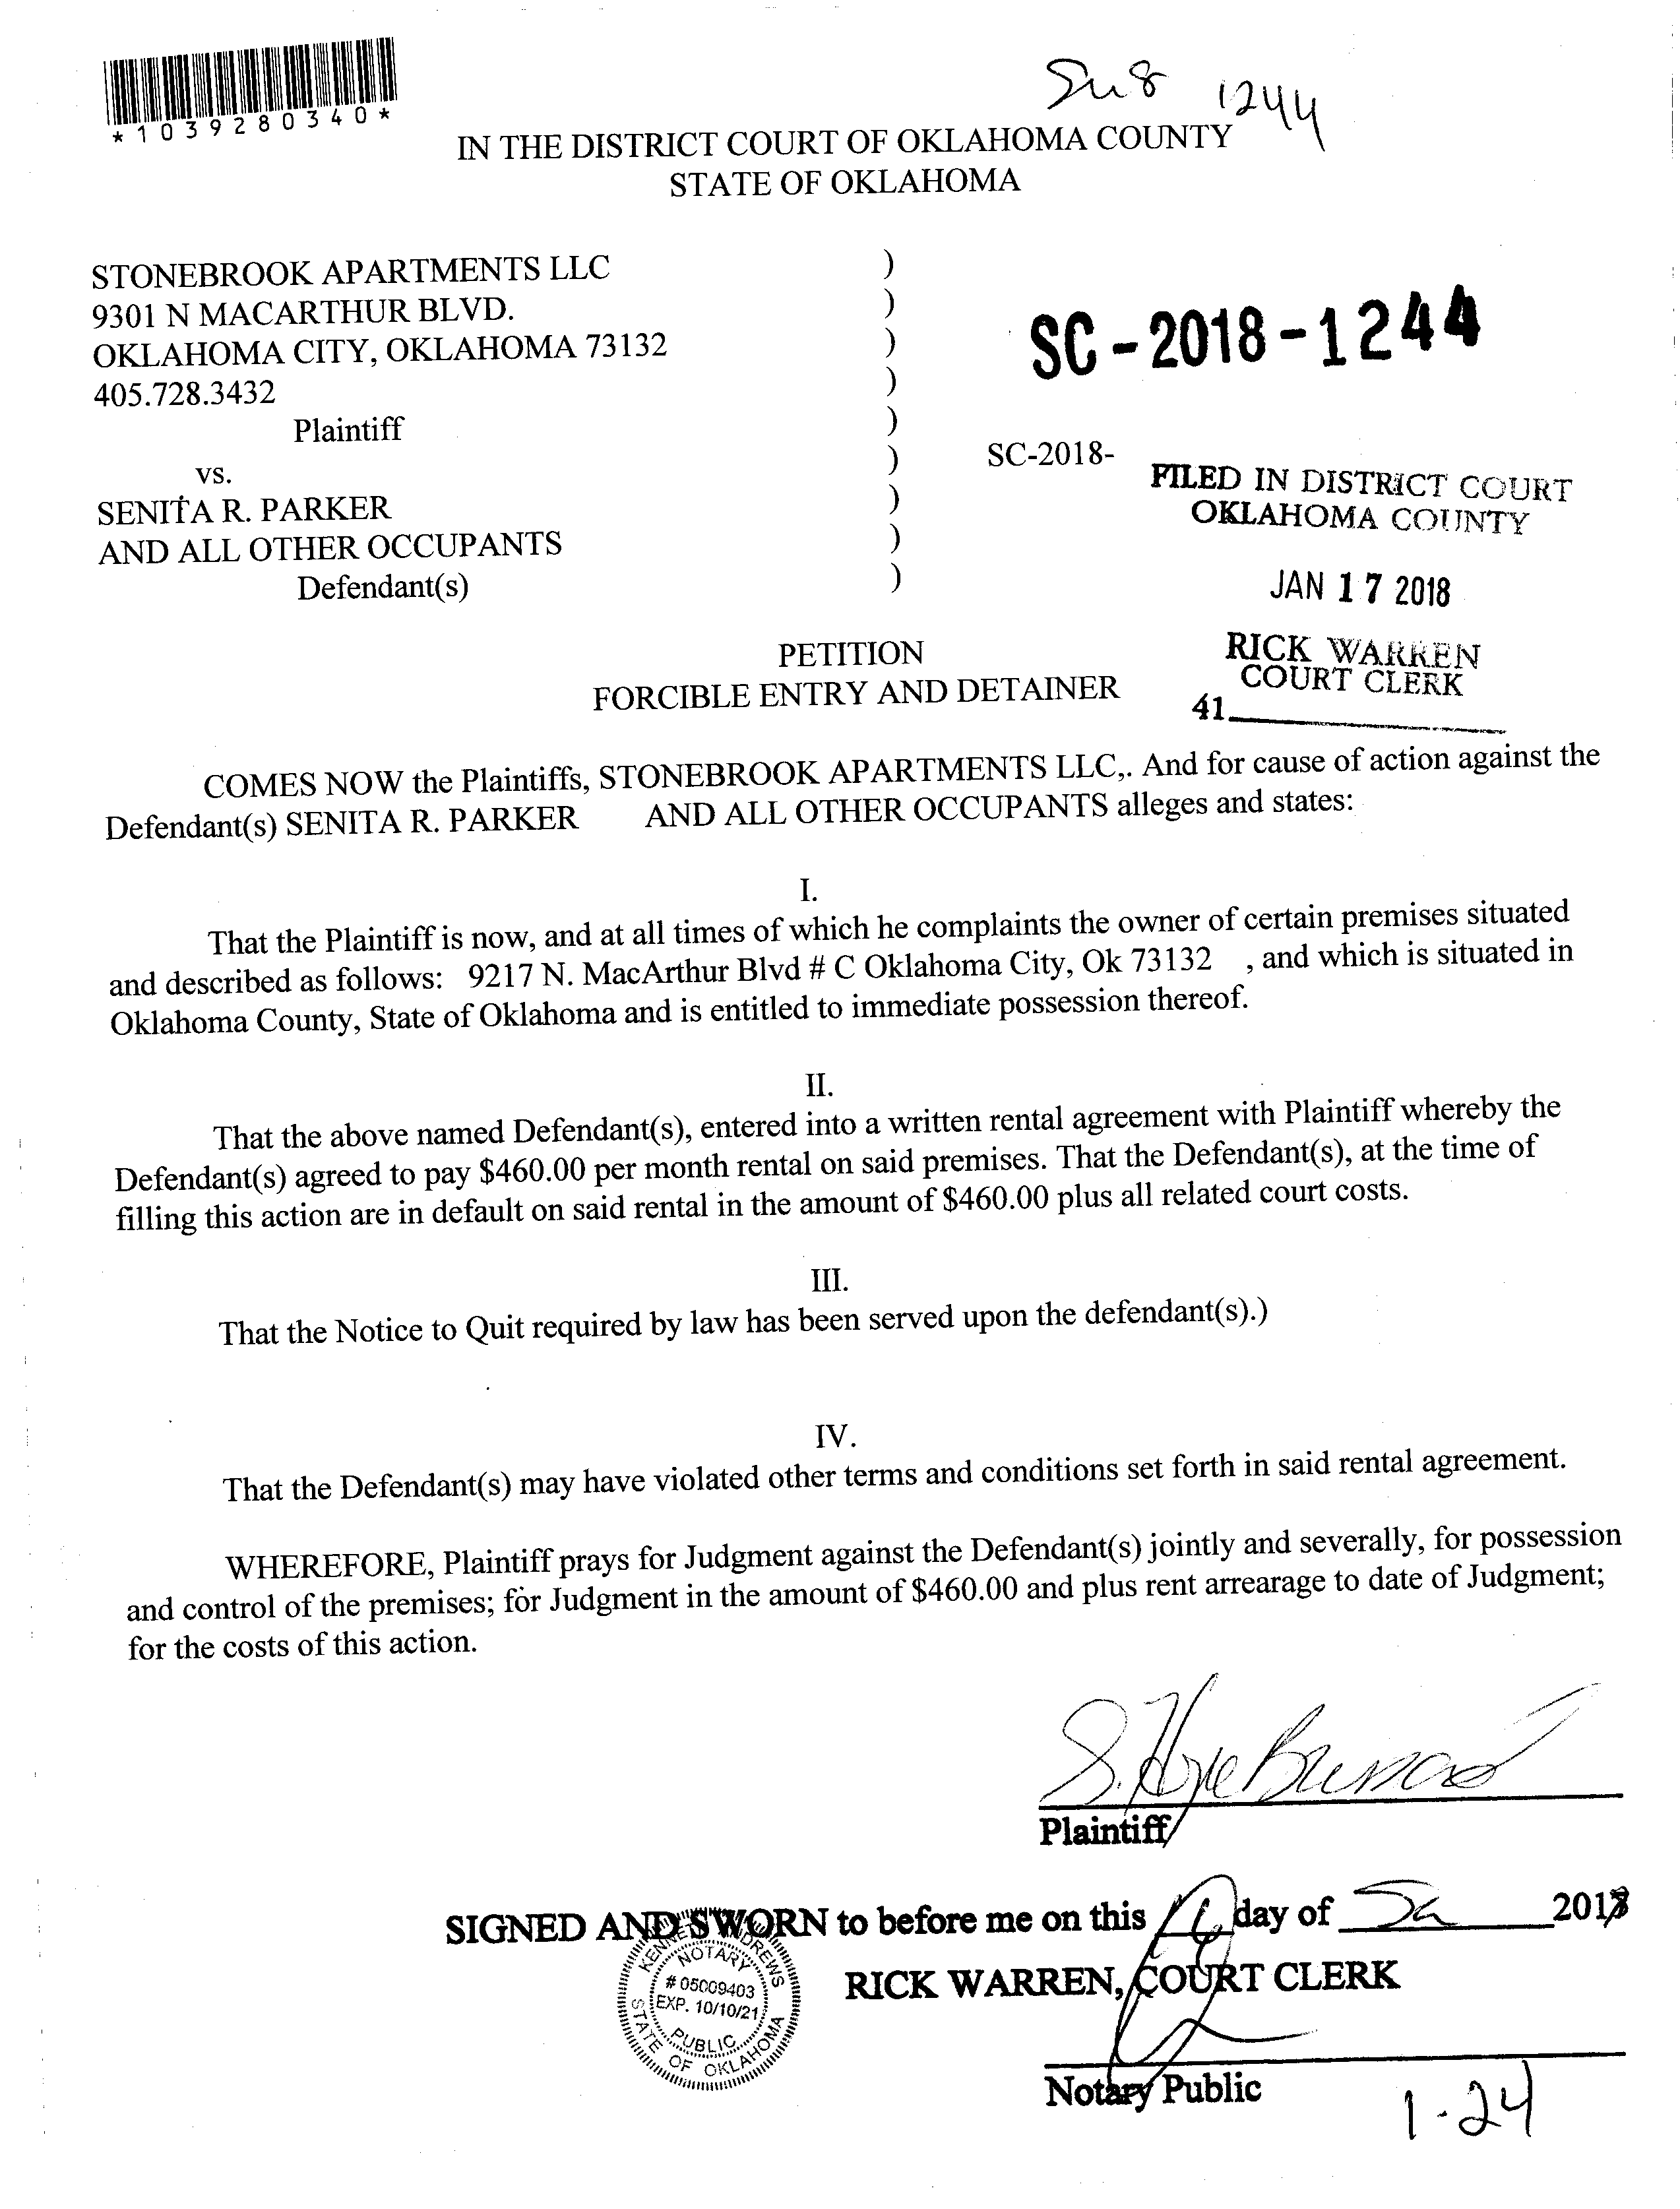 *1039280340*
1244
IN THE DISTRICT COURT OF OKLAHOMA COUNTY
STATE OF OKLAHOMA
STONEBROOK APARTMENTS LLC )
9301 N MACARTHUR BLVD. )
OKLAHOMA CITY, OKLAHOMA 73132 )
405.728.3432 )
Plaintiff )
SC-2018-1244
vs. ) SC-2018-
SENITA R. PARKER )
AND ALL OTHER OCCUPANTS )
Defendant(s) )
FILED IN DISTRICT COURT
OKLAHOMA COUNTY
JAN 17 2018
RICK WARREN
COURT CLERK
41
PETITION
FORCIBLE ENTRY AND DETAINER
COMES NOW the Plaintiffs, STONEBROOK APARTMENTS LLC,. And for cause of action against the
Defendant(s) SENITA R. PARKER AND ALL OTHER OCCUPANTS alleges and states:
I.
That the Plaintiff is now, and at all times of which he complaints the owner of certain premises situated
and described as follows: 9217 N. MacArthur Blvd # C Oklahoma City, Ok 73132 , and which is situated in
Oklahoma County, State of Oklahoma and is entitled to immediate possession thereof.
II.
That the above named Defendant(s), entered into a written rental agreement with Plaintiff whereby the
Defendant(s) agreed to pay $460.00 per month rental on said premises. That the Defendant(s), at the time of
filling this action are in default on said rental in the amount of $460.00 plus all related court costs.
III.
That the Notice to Quit required by law has been served upon the defendant(s).)
IV.
That the Defendant(s) may have violated other terms and conditions set forth in said rental agreement.
WHEREFORE, Plaintiff prays for Judgment against the Defendant(s) jointly and severally, for possession
and control of the premises; for Judgment in the amount of $460.00 and plus rent arrearage to date of Judgment;
for the costs of this action.
Plaintiff
SIGNED AND SWORN to before me on this day of Ja 2018
KENNETH ANDREWS
NOTARY
# 05009403
EXP. 10/10/21
PUBLIC
STATE OF OKLAHOMA
RICK WARREN, COURT CLERK
Notary Public
1-24